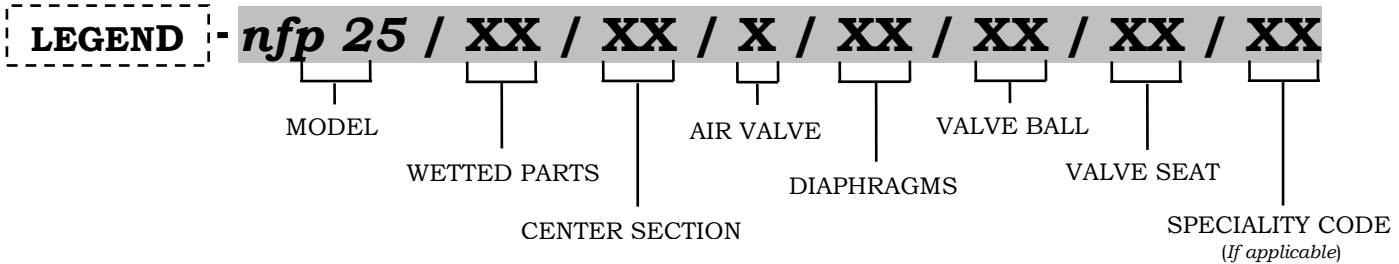 LEGEND - nfp 25 / XX / XX / X / XX / XX / XX / XX
MODEL
WETTED PARTS
CENTER SECTION
AIR VALVE
DIAPHRAGMS
VALVE BALL
VALVE SEAT
SPECIALITY CODE
(If applicable)